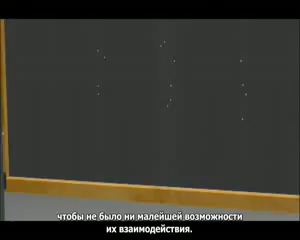 чтобы не было ни малейшей возможности
их взаимодействия.